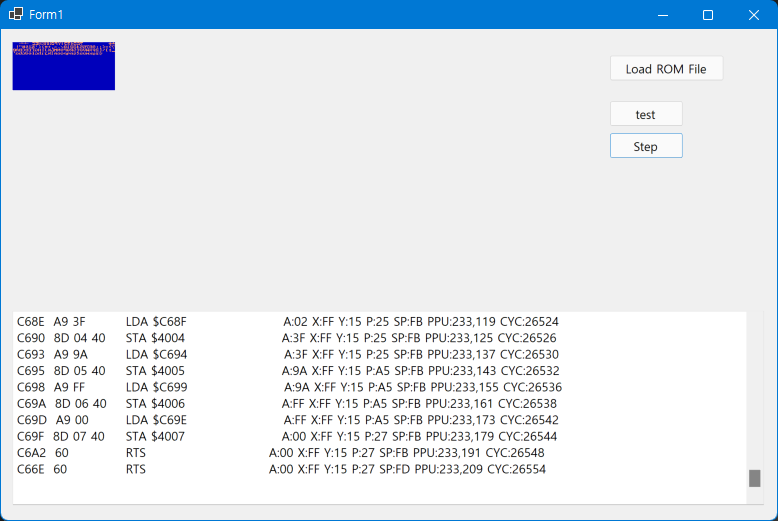 Form1
Load ROM File
test
Step
C68E A9 3F LDA $C68F A:02 X:FF Y:15 P:25 SP:FB PPU:233,119 CYC:26524
C690 8D 04 40 STA $4004 A:3F X:FF Y:15 P:25 SP:FB PPU:233,125 CYC:26526
C693 A9 9A LDA $C694 A:3F X:FF Y:15 P:25 SP:FB PPU:233,137 CYC:26530
C695 8D 05 40 STA $4005 A:9A X:FF Y:15 P:A5 SP:FB PPU:233,143 CYC:26532
C698 A9 FF LDA $C699 A:9A X:FF Y:15 P:A5 SP:FB PPU:233,155 CYC:26536
C69A 8D 06 40 STA $4006 A:FF X:FF Y:15 P:A5 SP:FB PPU:233,161 CYC:26538
C69D A9 00 LDA $C69E A:FF X:FF Y:15 P:A5 SP:FB PPU:233,173 CYC:26542
C69F 8D 07 40 STA $4007 A:00 X:FF Y:15 P:27 SP:FB PPU:233,179 CYC:26544
C6A2 60 RTS A:00 X:FF Y:15 P:27 SP:FB PPU:233,191 CYC:26548
C66E 60 RTS A:00 X:FF Y:15 P:27 SP:FD PPU:233,209 CYC:26554